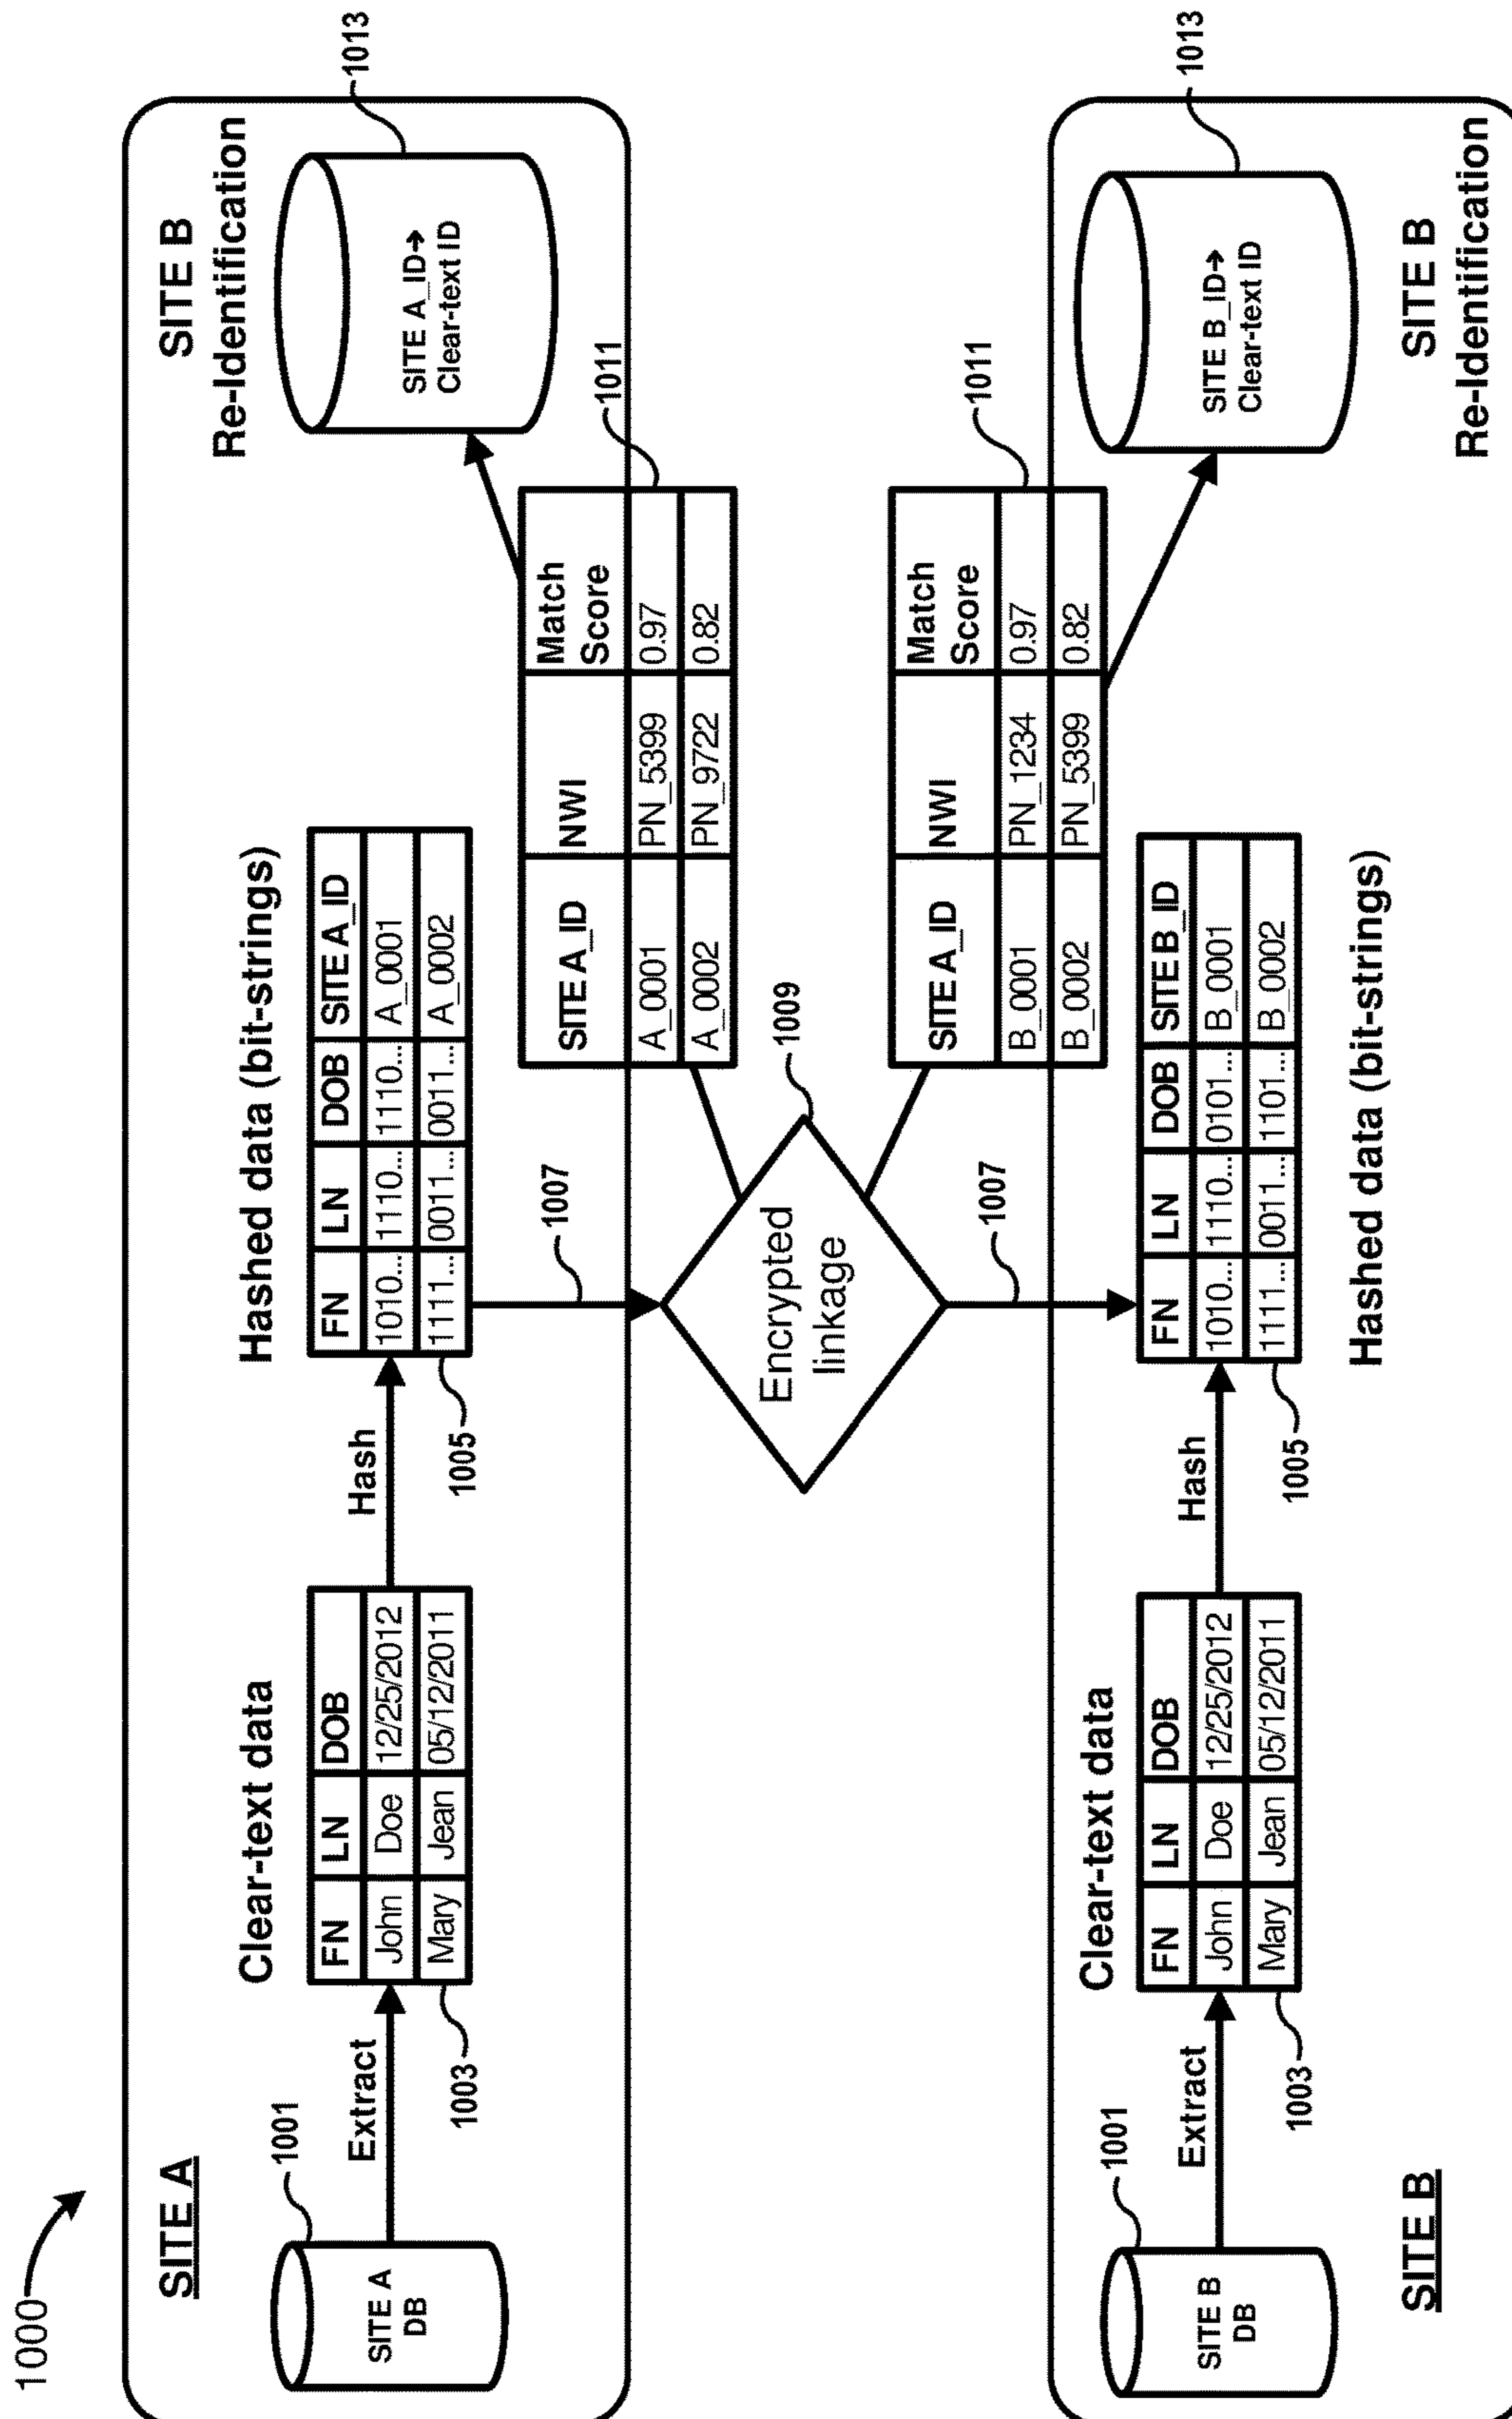 1000
SITE A
SITE A
DB
1001
Extract
Clear-text data
FN LN DOB
John Doe 12/25/2012
Mary Jean 05/12/2011
1003
Hash
Hashed data (bit-strings)
FN LN DOB SITE A_ID
1010... 1110... 1110... A_0001
1111... 0011... 0011... A_0002
1005
1007
SITE B
Re-Identification
SITE A_ID→
Clear-text ID
1013
SITE A_ID NWI Match
Score
A_0001 PN_5399 0.97
A_0002 PN_9722 0.82
1011
Encrypted
linkage
1009
SITE A_ID NWI Match
Score
B_0001 PN_1234 0.97
B_0002 PN_5399 0.82
1011
1007
SITE B
DB
1001
Extract
Clear-text data
FN LN DOB
John Doe 12/25/2012
Mary Jean 05/12/2011
1003
Hash
FN LN DOB SITE B_ID
1010... 1110... 0101... B_0001
1111... 0011... 1101... B_0002
1005
Hashed data (bit-strings)
SITE B_ID→
Clear-text ID
1013
SITE B
Re-Identification
SITE B